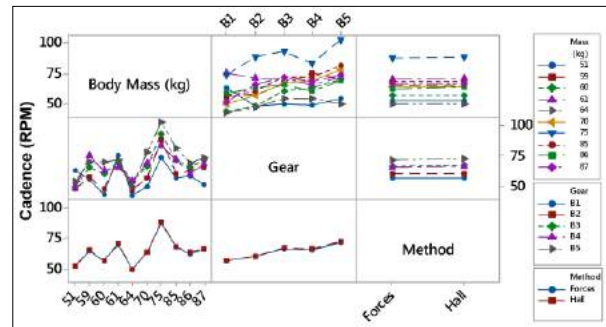 B1 B2 B3 B4 B5
100
75
50
Body Mass (kg)
Cadence (RPM)
Gear
100
75
50
100
75
50
Method
51 59 60 61 64 70 75 85 86 87
Forces Hall
Mass
(kg)
51
59
60
61
64
70
75
85
86
87
Gear
B1
B2
B3
B4
B5
Method
Forces
Hall